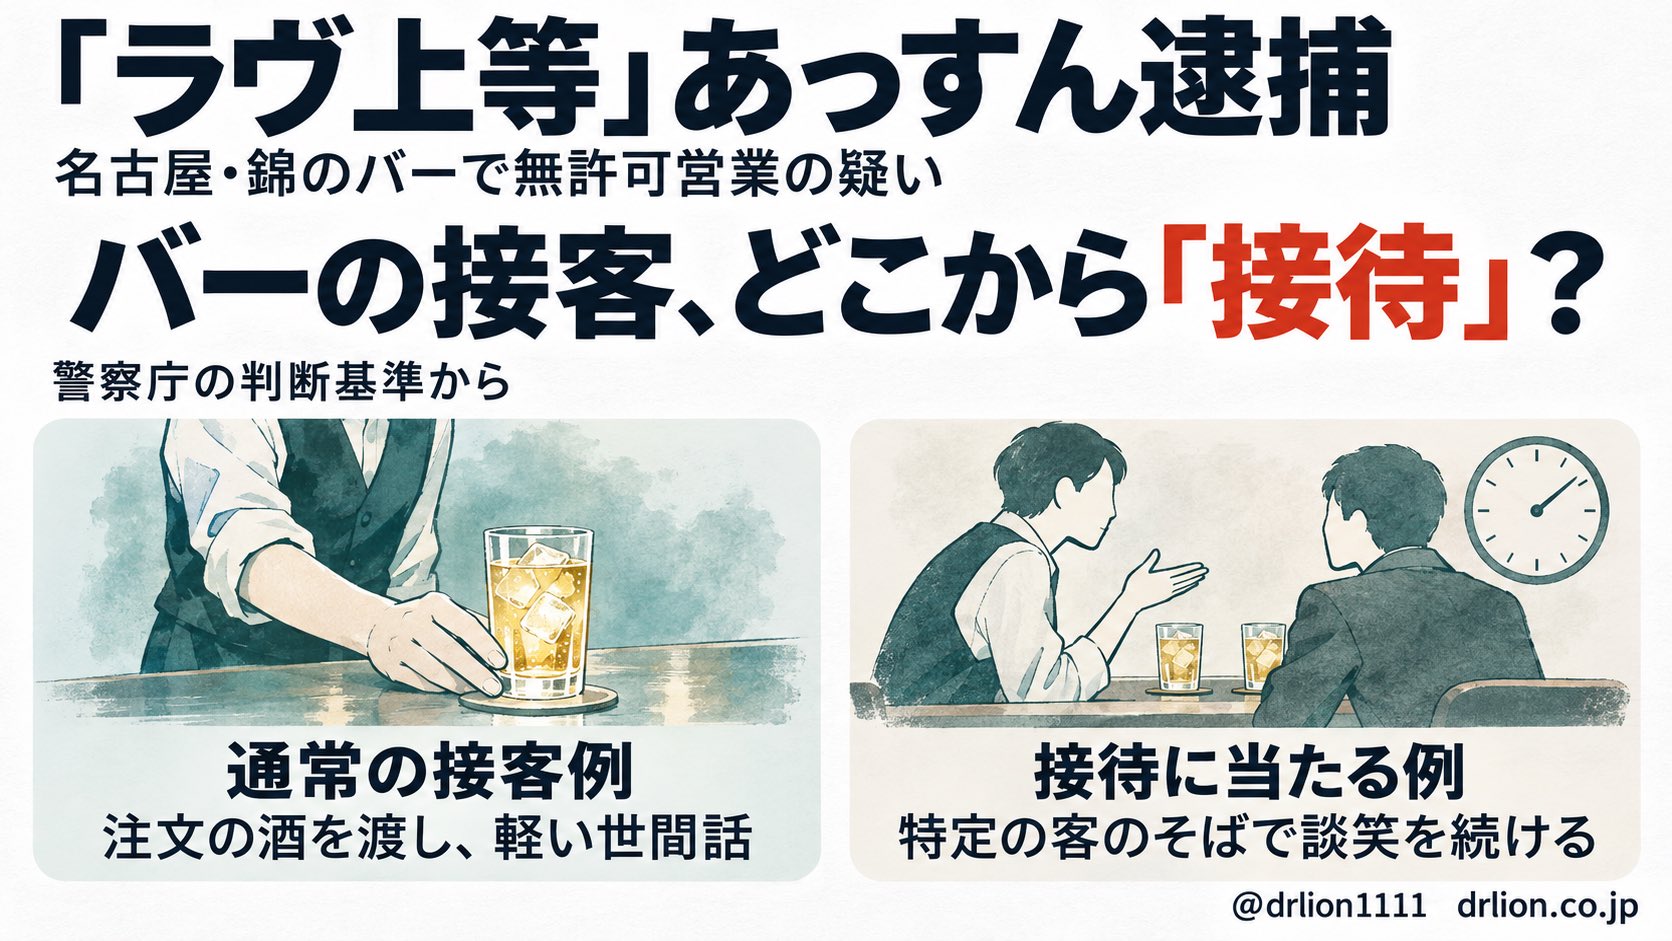 「ラヴ上等」あっすん逮捕
名古屋・錦のバーで無許可営業の疑い
バーの接客、どこから「接待」？
警察庁の判断基準から
通常の接客例
注文の酒を渡し、軽い世間話
接待に当たる例
特定の客のそばで談笑を続ける
@drlion1111 drlion.co.jp